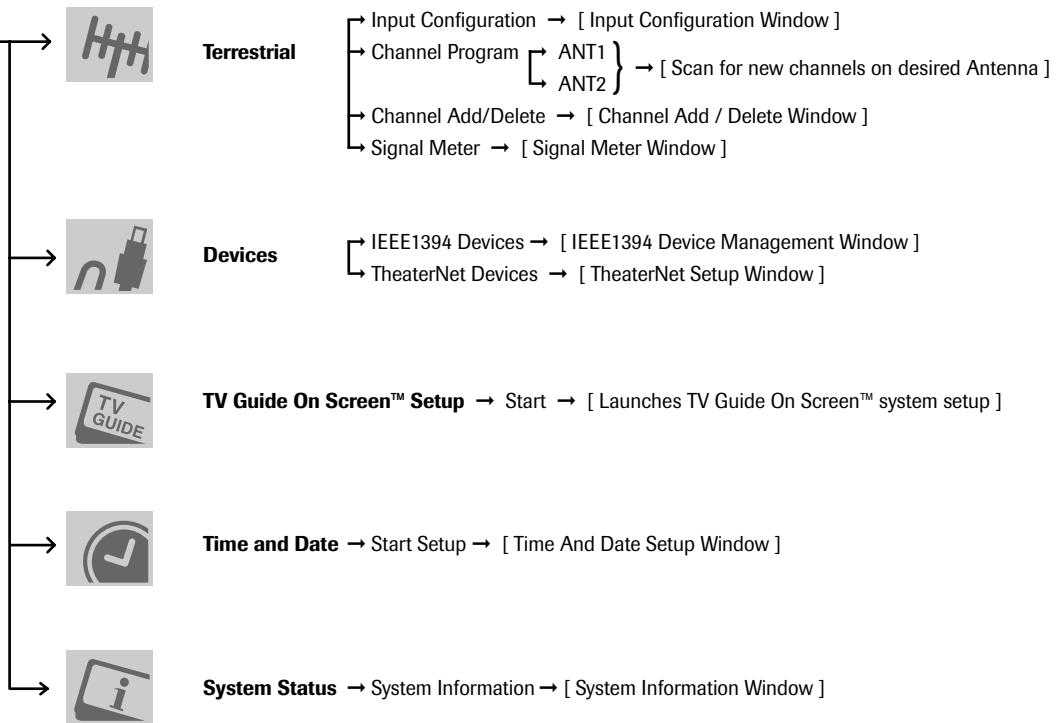 Terrestrial
→ Input Configuration → [ Input Configuration Window ]
→ Channel Program → ANT1
→ ANT2 } → [ Scan for new channels on desired Antenna ]
→ Channel Add/Delete → [ Channel Add / Delete Window ]
→ Signal Meter → [ Signal Meter Window ]
Devices
→ IEEE1394 Devices → [ IEEE1394 Device Management Window ]
→ TheaterNet Devices → [ TheaterNet Setup Window ]
TV
GUIDE
TV Guide On Screen™ Setup → Start → [ Launches TV Guide On Screen™ system setup ]
Time and Date → Start Setup → [ Time And Date Setup Window ]
i
System Status → System Information → [ System Information Window ]